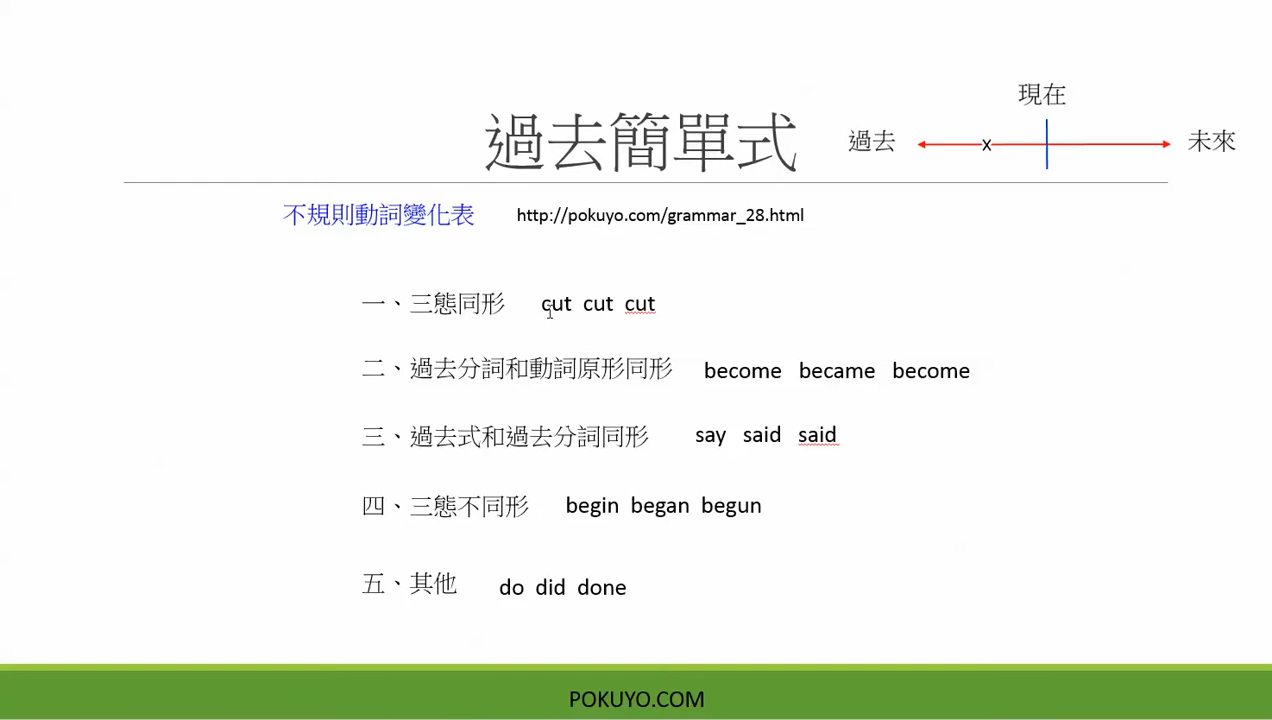 現在
過去簡單式
過去 x 未來
不規則動詞變化表 http://pokuyo.com/grammar_28.html
一、三態同形 cut cut cut
二、過去分詞和動詞原形同形 become became become
三、過去式和過去分詞同形 say said said
四、三態不同形 begin began begun
五、其他 do did done
POKUYO.COM